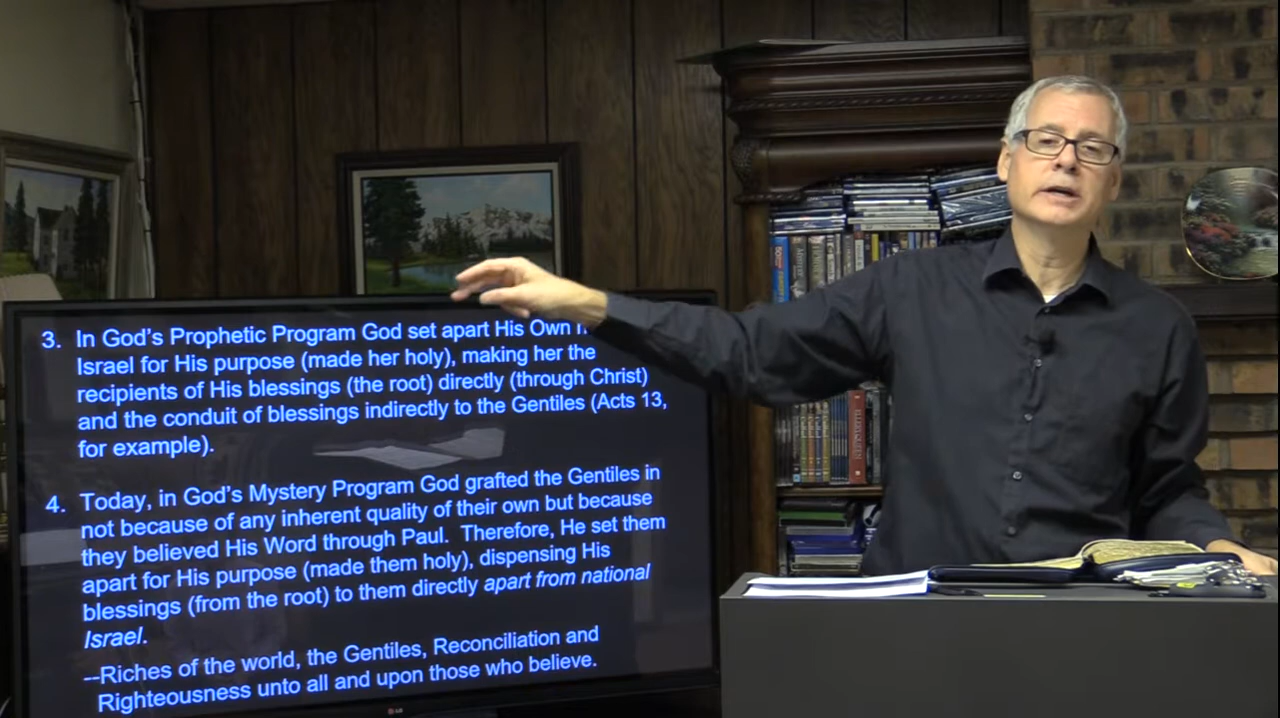 3. In God's Prophetic Program God set apart His Own
Israel for His purpose (made her holy), making her the
recipients of His blessings (the root) directly (through Christ)
and the conduit of blessings indirectly to the Gentiles (Acts 13,
for example).
4. Today, in God's Mystery Program God grafted the Gentiles in
not because of any inherent quality of their own but because
they believed His Word through Paul. Therefore, He set them
apart for His purpose (made them holy), dispensing His
blessings (from the root) to them directly apart from national
Israel.
--Riches of the world, the Gentiles, Reconciliation and
Righteousness unto all and upon those who believe.
LG